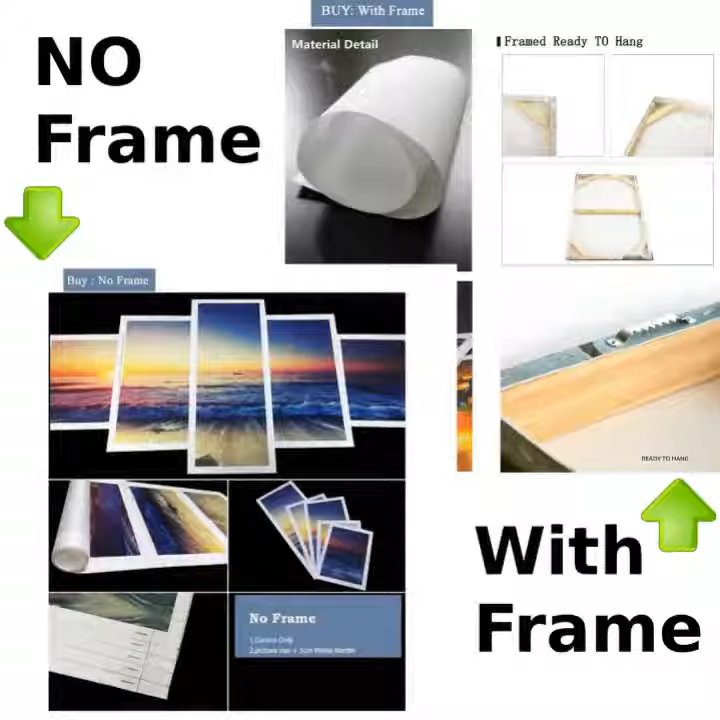 NO
Frame
BUY: With Frame
Material Detail
Framed Ready TO Hang
Buy : No Frame
READY TO HANG
With
Frame
No Frame
1.Canvas Only